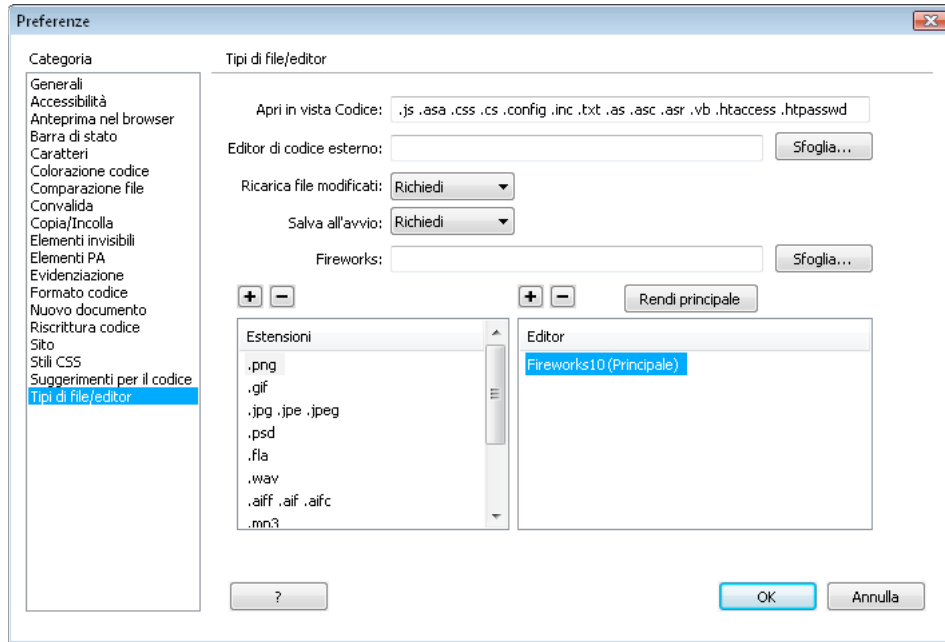 Preferenze
Categoria
Generali
Accessibilità
Anteprima nel browser
Barra di stato
Caratteri
Colorazione codice
Comparazione file
Convalida
Copia/Incolla
Elementi invisibili
Elementi PA
Evidenziazione
Formato codice
Nuovo documento
Riscrittura codice
Sito
Stili CSS
Suggerimenti per il codice
Tipi di file/editor
Tipi di file/editor
Apri in vista Codice: .js .asa .css .cs .config .inc .txt .as .asc .asr .vb .htaccess .htpasswd
Editor di codice esterno: Sfoglia...
Ricarica file modificati: Richiedi
Salva all'avvio: Richiedi
Fireworks: Sfoglia...
Rendi principale
Estensioni
.png
.gif
.jpg .jpe .jpeg
.psd
.fla
.wav
.aiff .aif .aifc
.mp3
Editor
Fireworks10 (Principale)
? OK Annulla